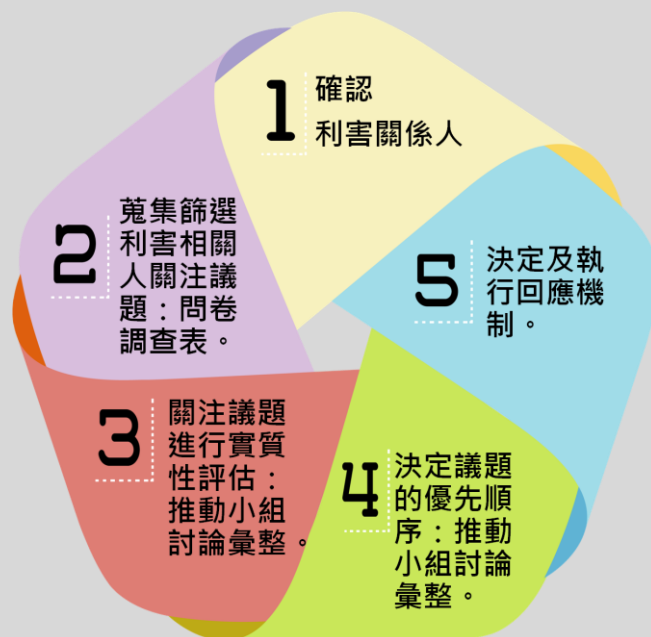 1
確認
利害關係人
2
蒐集篩選
利害相關
人關注議
題：問卷
調查表。
3
關注議題
進行實質
性評估：
推動小組
討論彙整。
4
決定議題
的優先順
序：推動
小組討論
彙整。
5
決定及執
行回應機
制。